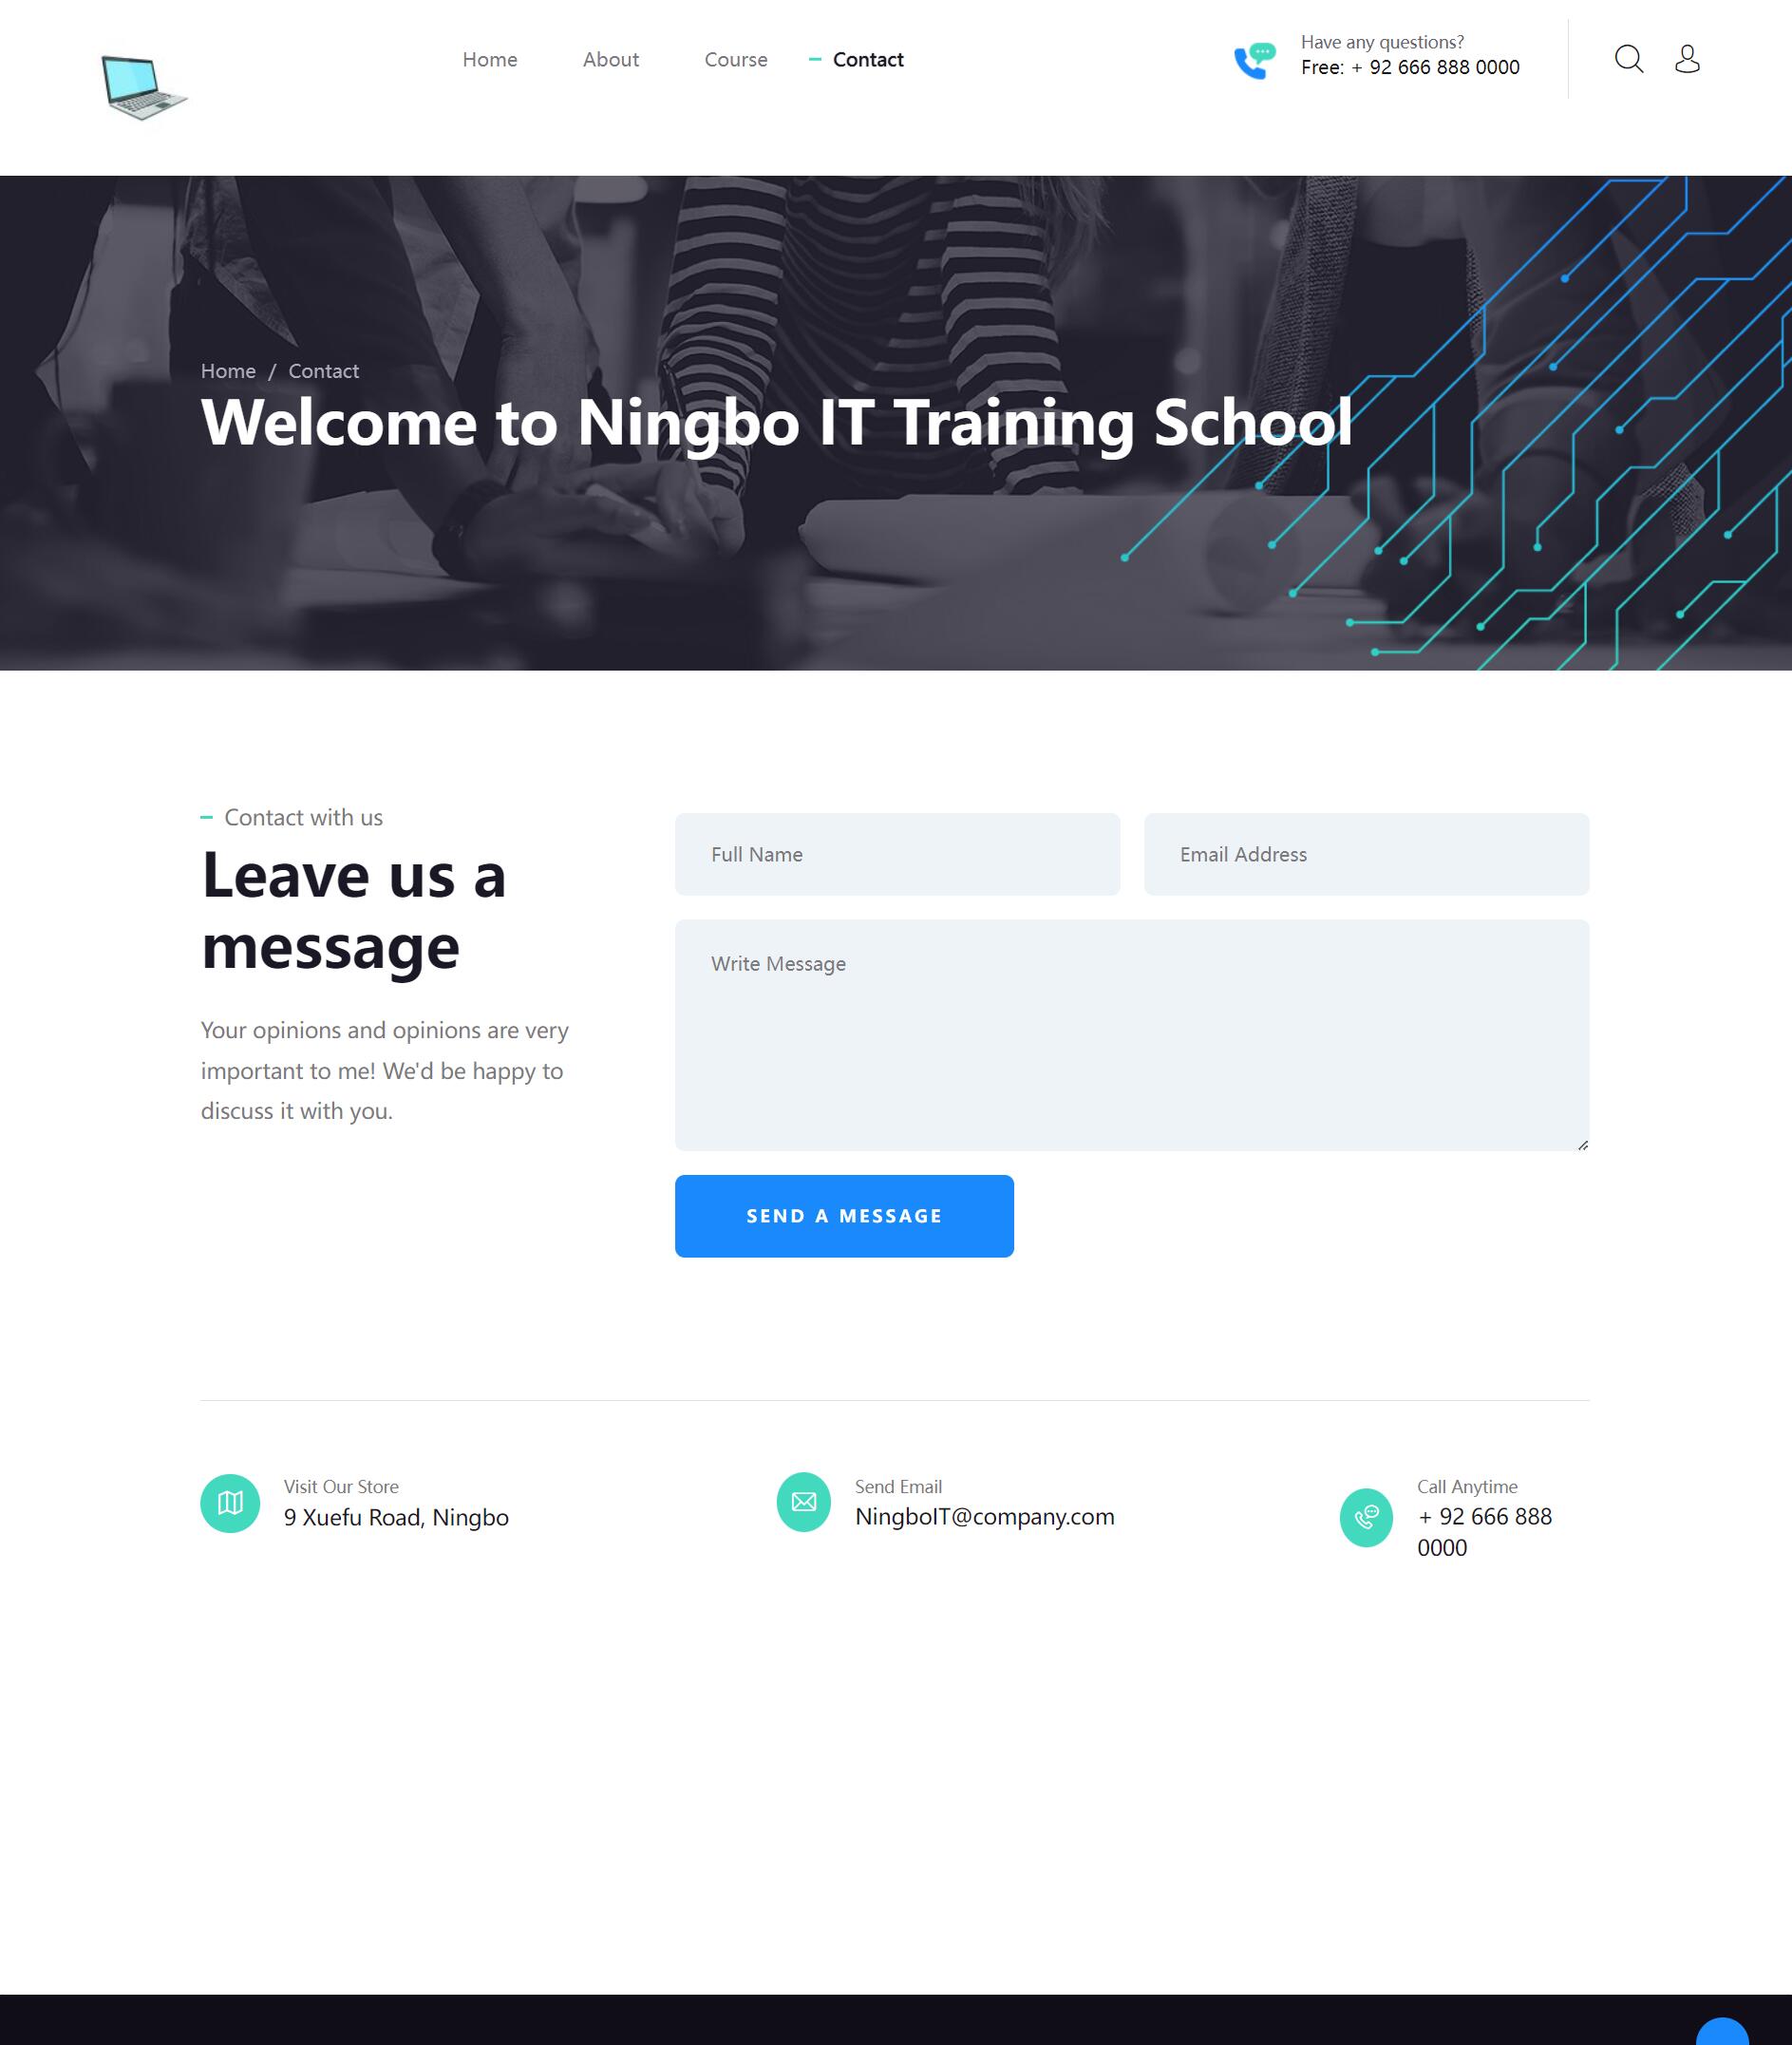 Home
About
Course
Contact
Have any questions?
Free: + 92 666 888 0000
Home / Contact
Welcome to Ningbo IT Training School
Contact with us
Leave us a
message
Your opinions and opinions are very
important to me! We'd be happy to
discuss it with you.
Full Name
Email Address
Write Message
SEND A MESSAGE
Visit Our Store
9 Xuefu Road, Ningbo
Send Email
NingboIT@company.com
Call Anytime
+ 92 666 888
0000